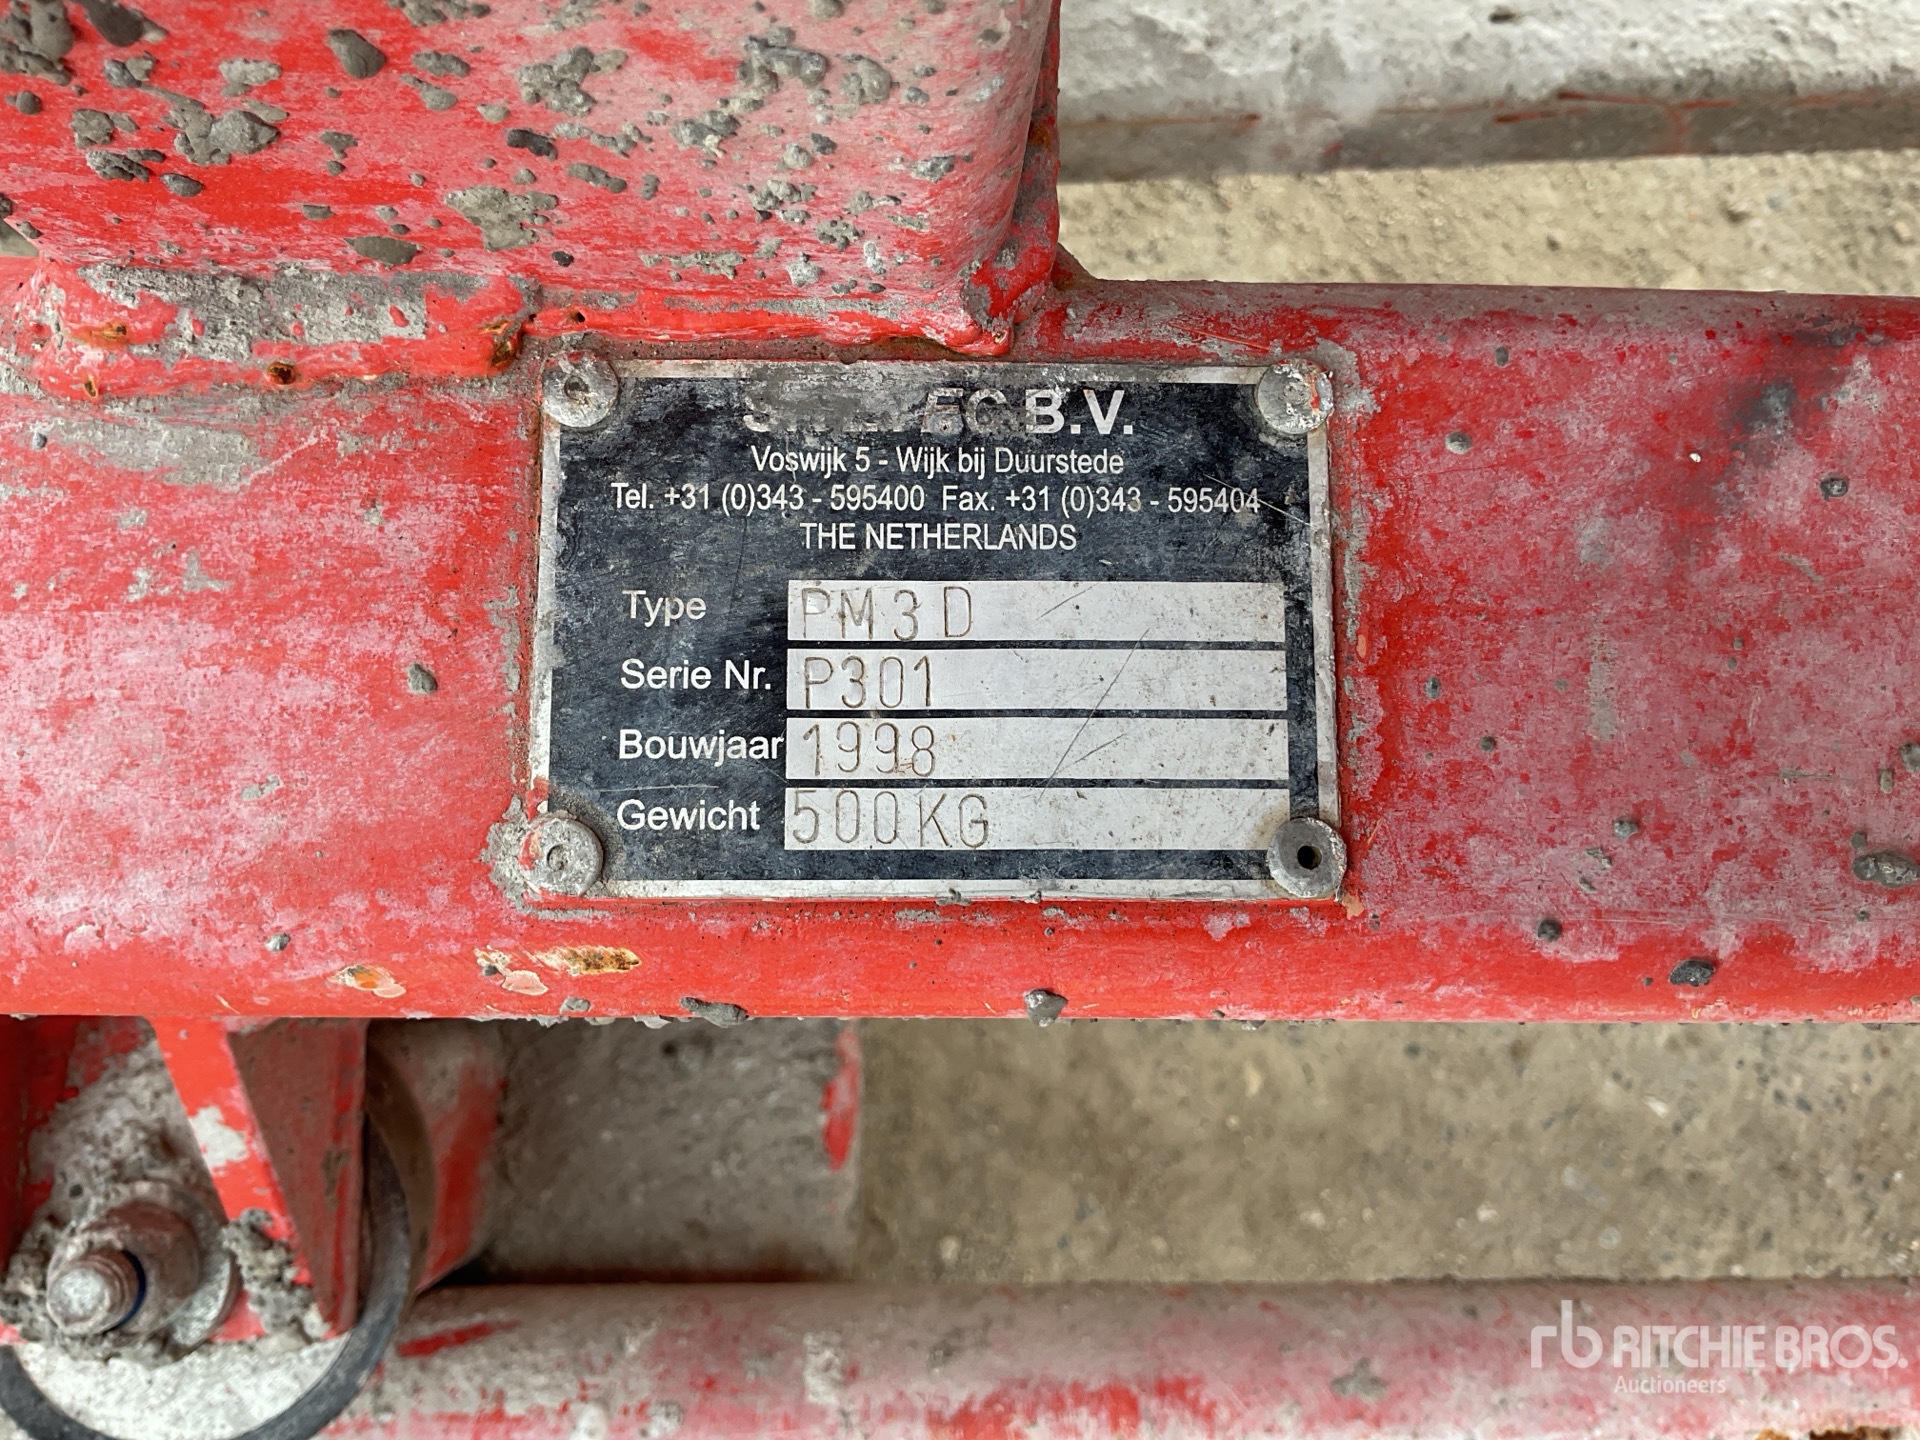 B.V.
Voswijk 5 - Wijk bij Duurstede
Tel. +31 (0)343 - 595400 Fax. +31 (0)343 - 595404
THE NETHERLANDS
Type PM3D
Serie Nr. P301
Bouwjaar 1998
Gewicht 500KG
rb RITCHIE BROS.
Auctioneers